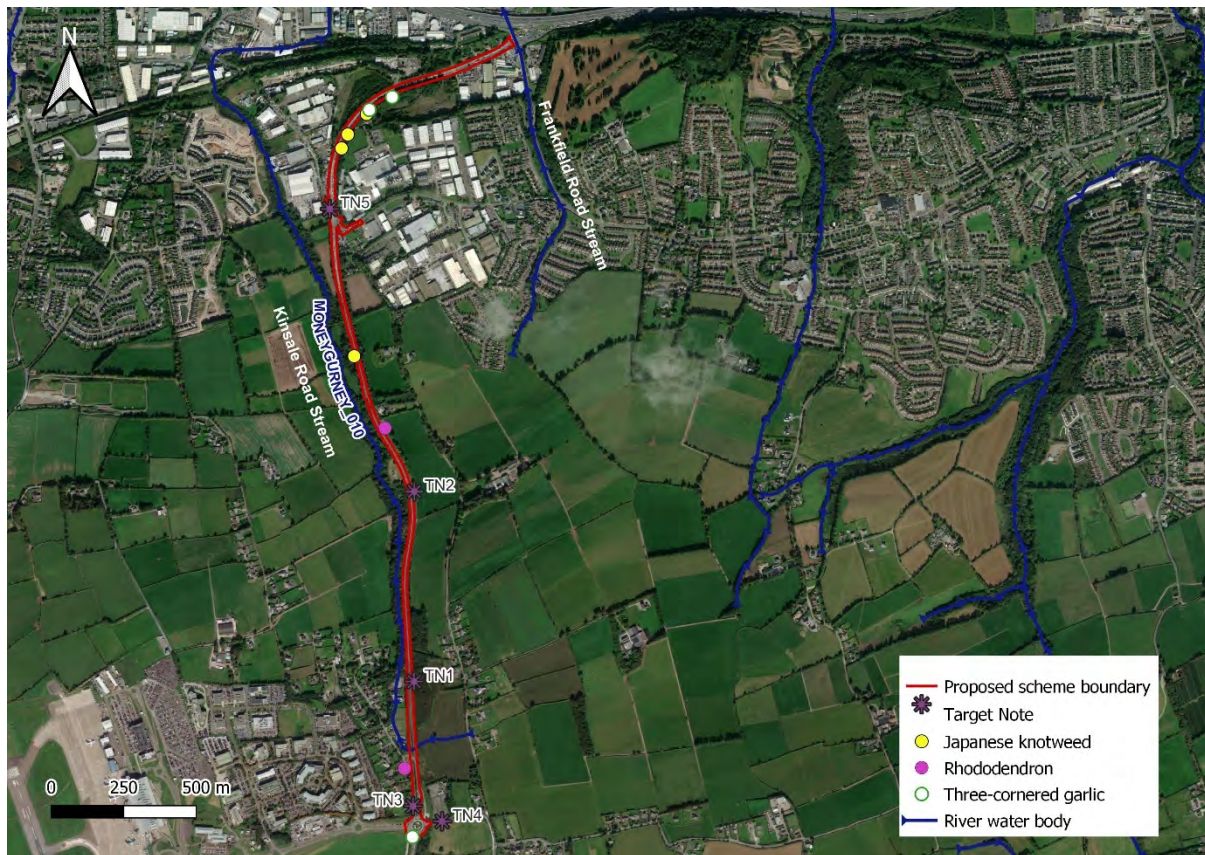 N
Frankfield Road Stream
TN5
MONEYGURNEY_010
Kinsale Road Stream
TN2
TN1
TN3
TN4
0 250 500 m
Proposed scheme boundary
Target Note
Japanese knotweed
Rhododendron
Three-cornered garlic
River water body